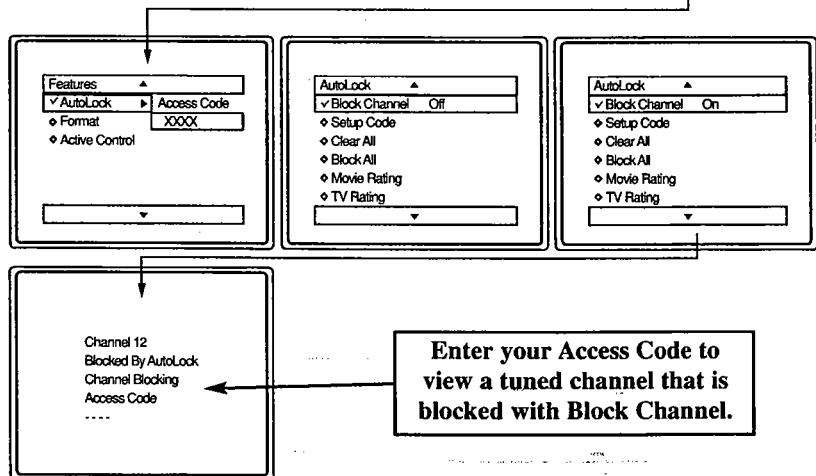 Features ▲
✓ AutoLock ▶ Access Code
◇ Format XXXX
◇ Active Control
▼
AutoLock ▲
✓ Block Channel Off
◇ Setup Code
◇ Clear All
◇ Block All
◇ Movie Rating
◇ TV Rating
▼
AutoLock ▲
✓ Block Channel On
◇ Setup Code
◇ Clear All
◇ Block All
◇ Movie Rating
◇ TV Rating
▼
Channel 12
Blocked By AutoLock
Channel Blocking
Access Code
- - - -
Enter your Access Code to
view a tuned channel that is
blocked with Block Channel.